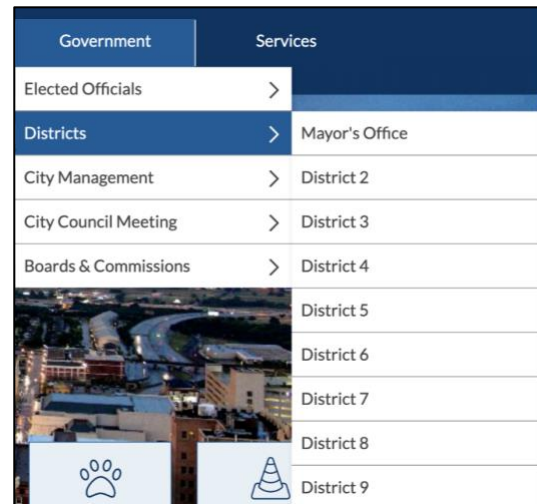 Government
Services
Elected Officials
Districts
City Management
City Council Meeting
Boards & Commissions
Mayor's Office
District 2
District 3
District 4
District 5
District 6
District 7
District 8
District 9